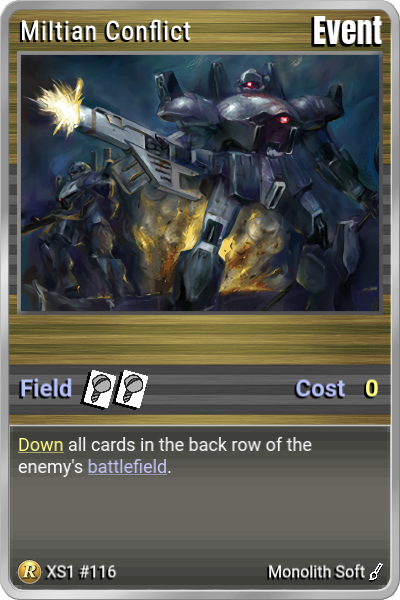 Miltian Conflict Event
Field Cost 0
Down all cards in the back row of the
enemy's battlefield.
R XS1 #116 Monolith Soft